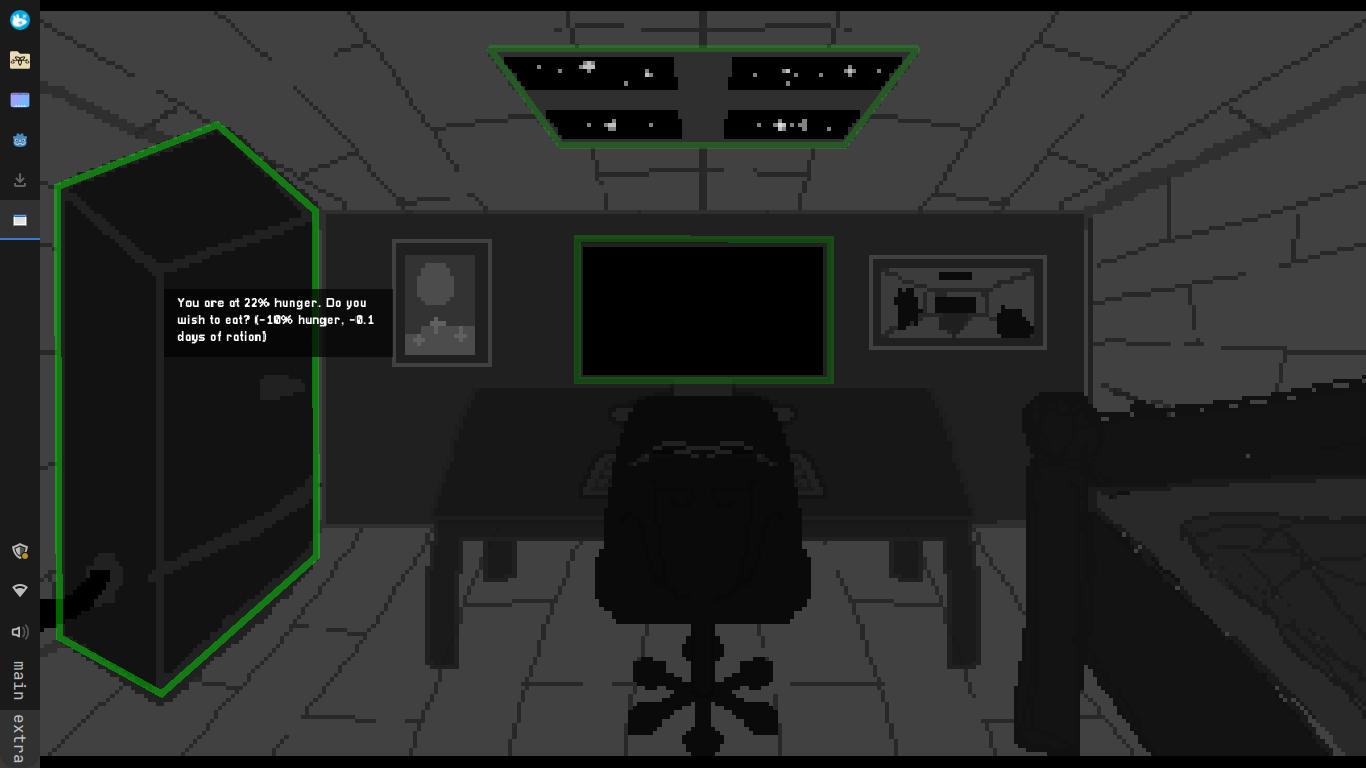 You are at 22% hunger. Do you
wish to eat? (-10% hunger, -0.1
days of ration)
main
extra